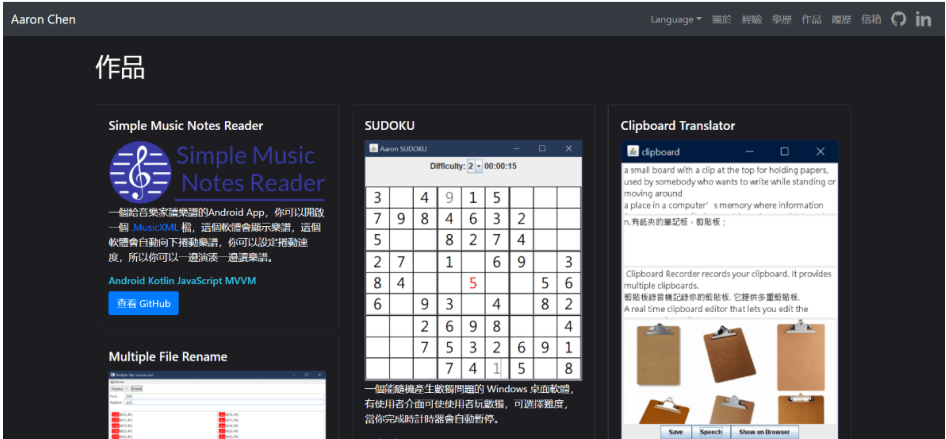 Aaron Chen
Language 關於 經驗 學歷 作品 履歷 信箱
作品
Simple Music Notes Reader
Simple Music
Notes Reader
一個給音樂家讀樂譜的Android App，你可以開啟
一個 .MusicXML 檔，這個軟體會顯示樂譜，這個
軟體會自動向下捲動樂譜，你可以設定捲動速
度，所以你可以一邊演湊一邊讀樂譜。
Android Kotlin JavaScript MVVM
查看 GitHub
Multiple File Rename
SUDOKU
Aaron SUDOKU
Difficulty: 2 00:00:15
3 4 9 1 5
7 9 8 4 6 3 2
5 8 2 7 4
2 7 1 6 9 3
8 4 5 5 6
6 9 3 4 8 2
2 6 9 8 4
7 5 3 2 6 9 1
7 4 1 5 8
一個能隨機產生數獨問題的 Windows 桌面軟體，
有使用者介面可使使用者玩數獨，可選擇難度，
當你完成時計時器會自動暫停。
Clipboard Translator
clipboard
a small board with a clip at the top for holding papers,
used by somebody who wants to write while standing or
moving around
a place in a computer’s memory where information
n.有紙夾的筆記板，剪貼板；
Clipboard Recorder records your clipboard. It provides
multiple clipboards.
剪貼板錄音機記錄你的剪貼板. 它提供多重剪貼板.
A real time clipboard editor that lets you edit the
Save Speech Show on Browser